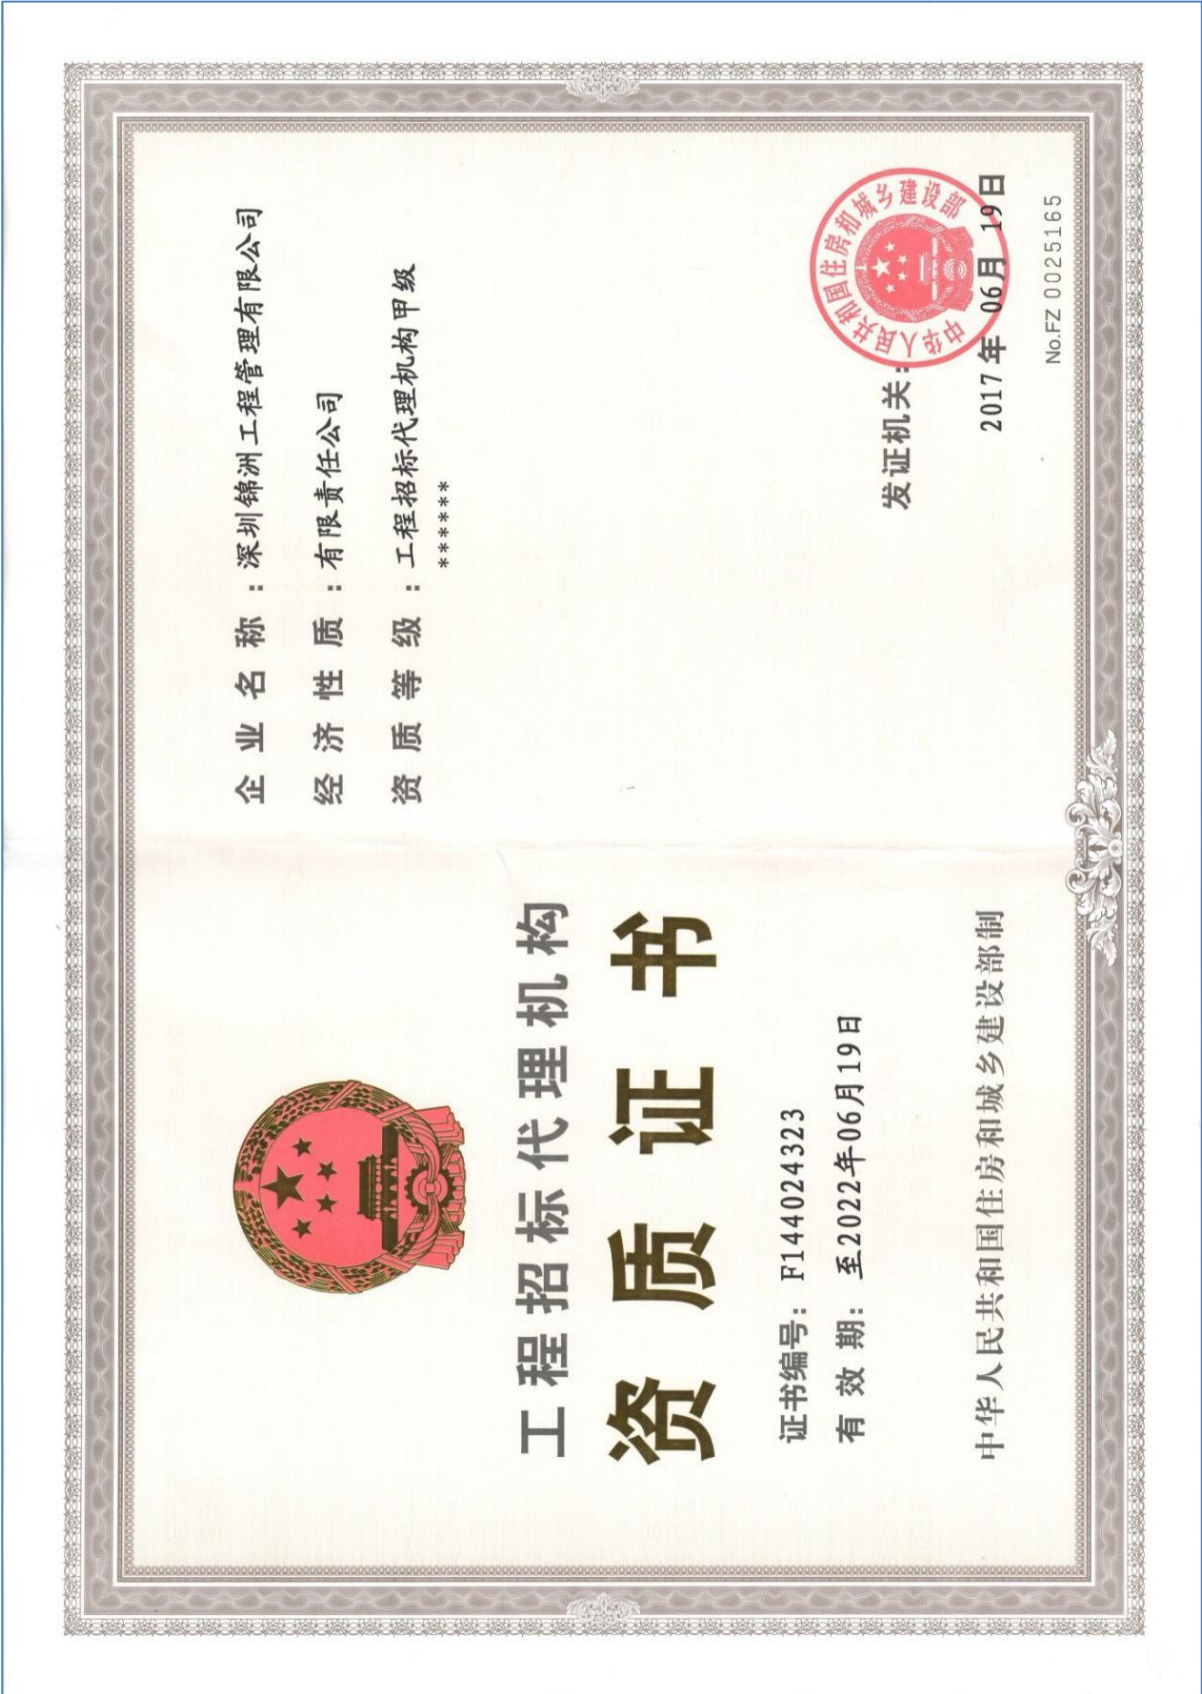 工程招标代理机构
资质证书
证书编号：F144024323
有效期：至2022年06月19日
中华人民共和国住房和城乡建设部制
企业名称：深圳锦洲工程管理有限公司
经济性质：有限责任公司
资质等级：工程招标代理机构甲级
*******
发证机关：
中华人民共和国住房和城乡建设部
2017年06月19日
No.FZ 0025165